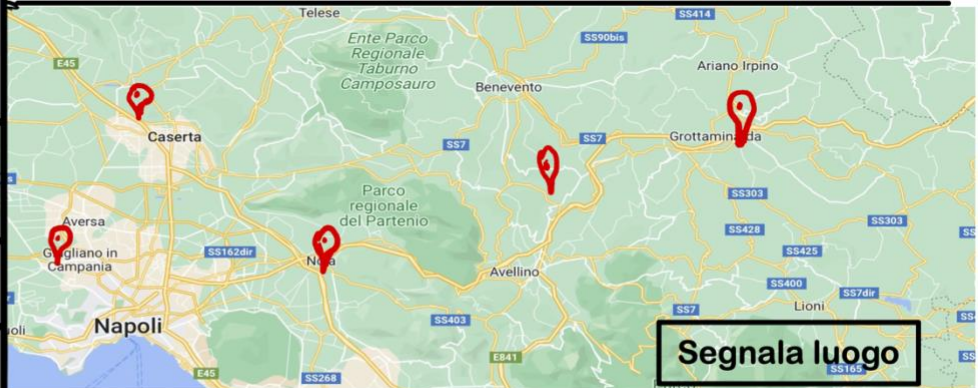 Telese
SS414
Ente Parco
Regionale
Taburno
Camposauro
SS90bis
E45
Ariano Irpino
Benevento
Caserta
SS7
SS7
Parco
regionale
del Partenio
SS303
Aversa
SS303
SS428
SS162dir
Campania
SS425
Avellino
SS400
SS7dir
Lioni
SS7
SS403
Napoli
Segnala luogo
E841
SS165
E45
SS268